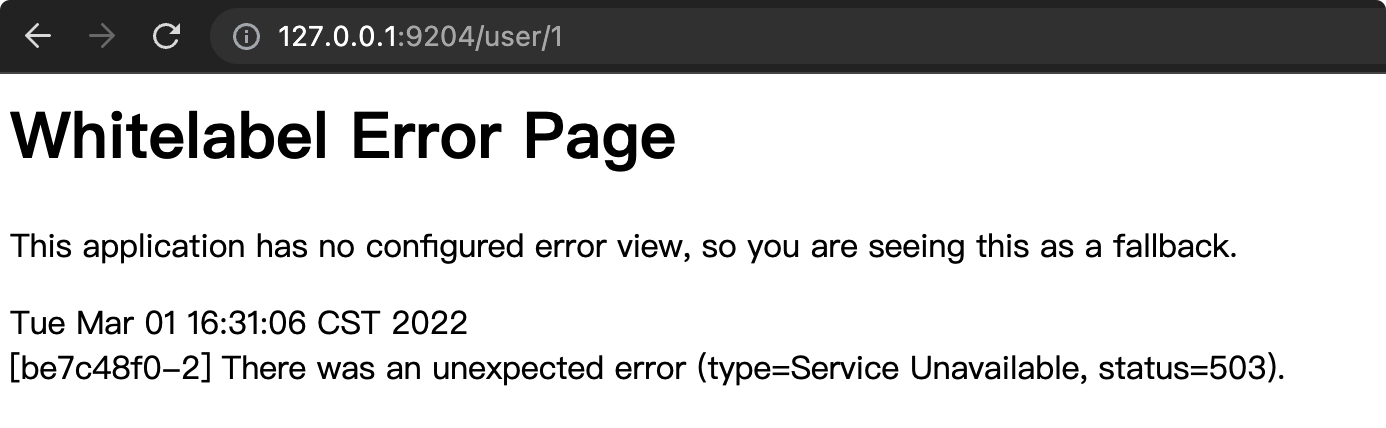 127.0.0.1:9204/user/1
Whitelabel Error Page
This application has no configured error view, so you are seeing this as a fallback.
Tue Mar 01 16:31:06 CST 2022
[be7c48f0-2] There was an unexpected error (type=Service Unavailable, status=503).